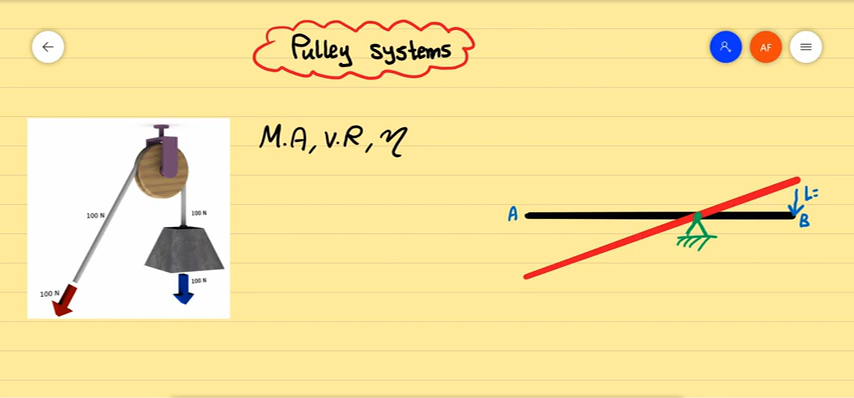 Pulley systems
AF
M.A, V.R, η
100 N
100 N
100 N
100 N
A
L=
B